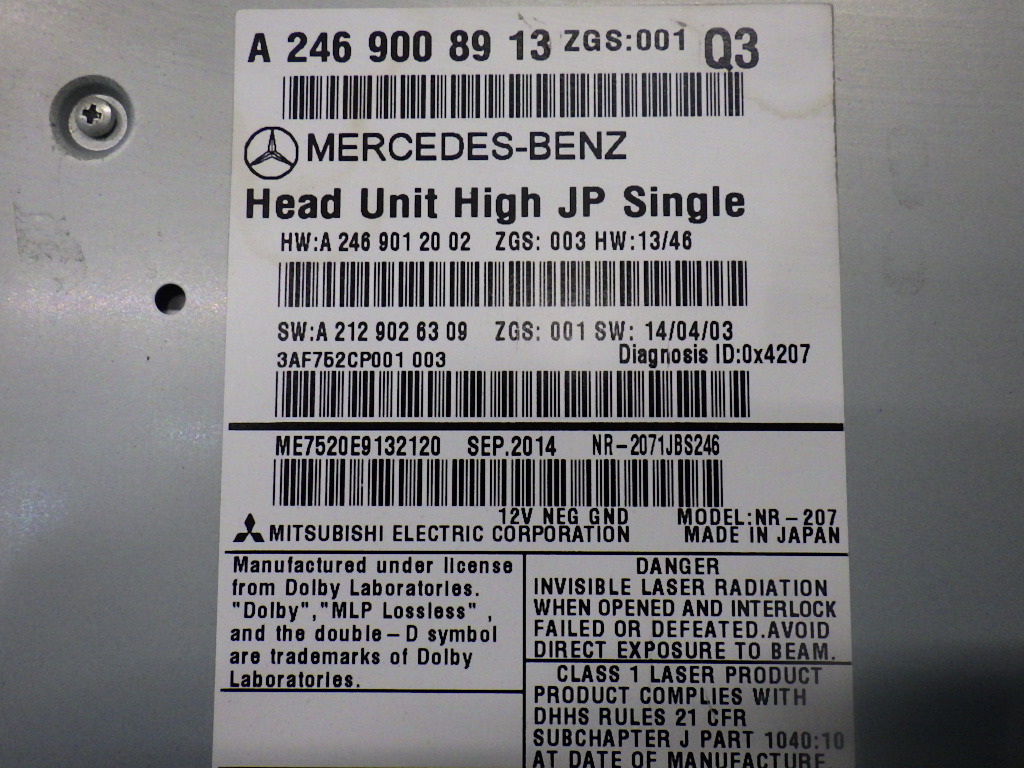 A 246 900 89 13 ZGS:001 Q3
MERCEDES-BENZ
Head Unit High JP Single
HW:A 246 901 20 02 ZGS: 003 HW:13/46
SW:A 212 902 63 09 ZGS: 001 SW: 14/04/03
3AF752CP001 003 Diagnosis ID:0x4207
ME7520E9132120 SEP.2014 NR-2071JBS246
12V NEG GND MODEL:NR-207
MITSUBISHI ELECTRIC CORPORATION MADE IN JAPAN
Manufactured under license
from Dolby Laboratories.
"Dolby","MLP Lossless",
and the double-D symbol
are trademarks of Dolby
Laboratories.
DANGER
INVISIBLE LASER RADIATION
WHEN OPENED AND INTERLOCK
FAILED OR DEFEATED.AVOID
DIRECT EXPOSURE TO BEAM.
CLASS 1 LASER PRODUCT
PRODUCT COMPLIES WITH
DHHS RULES 21 CFR
SUBCHAPTER J PART 1040:10
AT DATE OF MANUFACTURE.